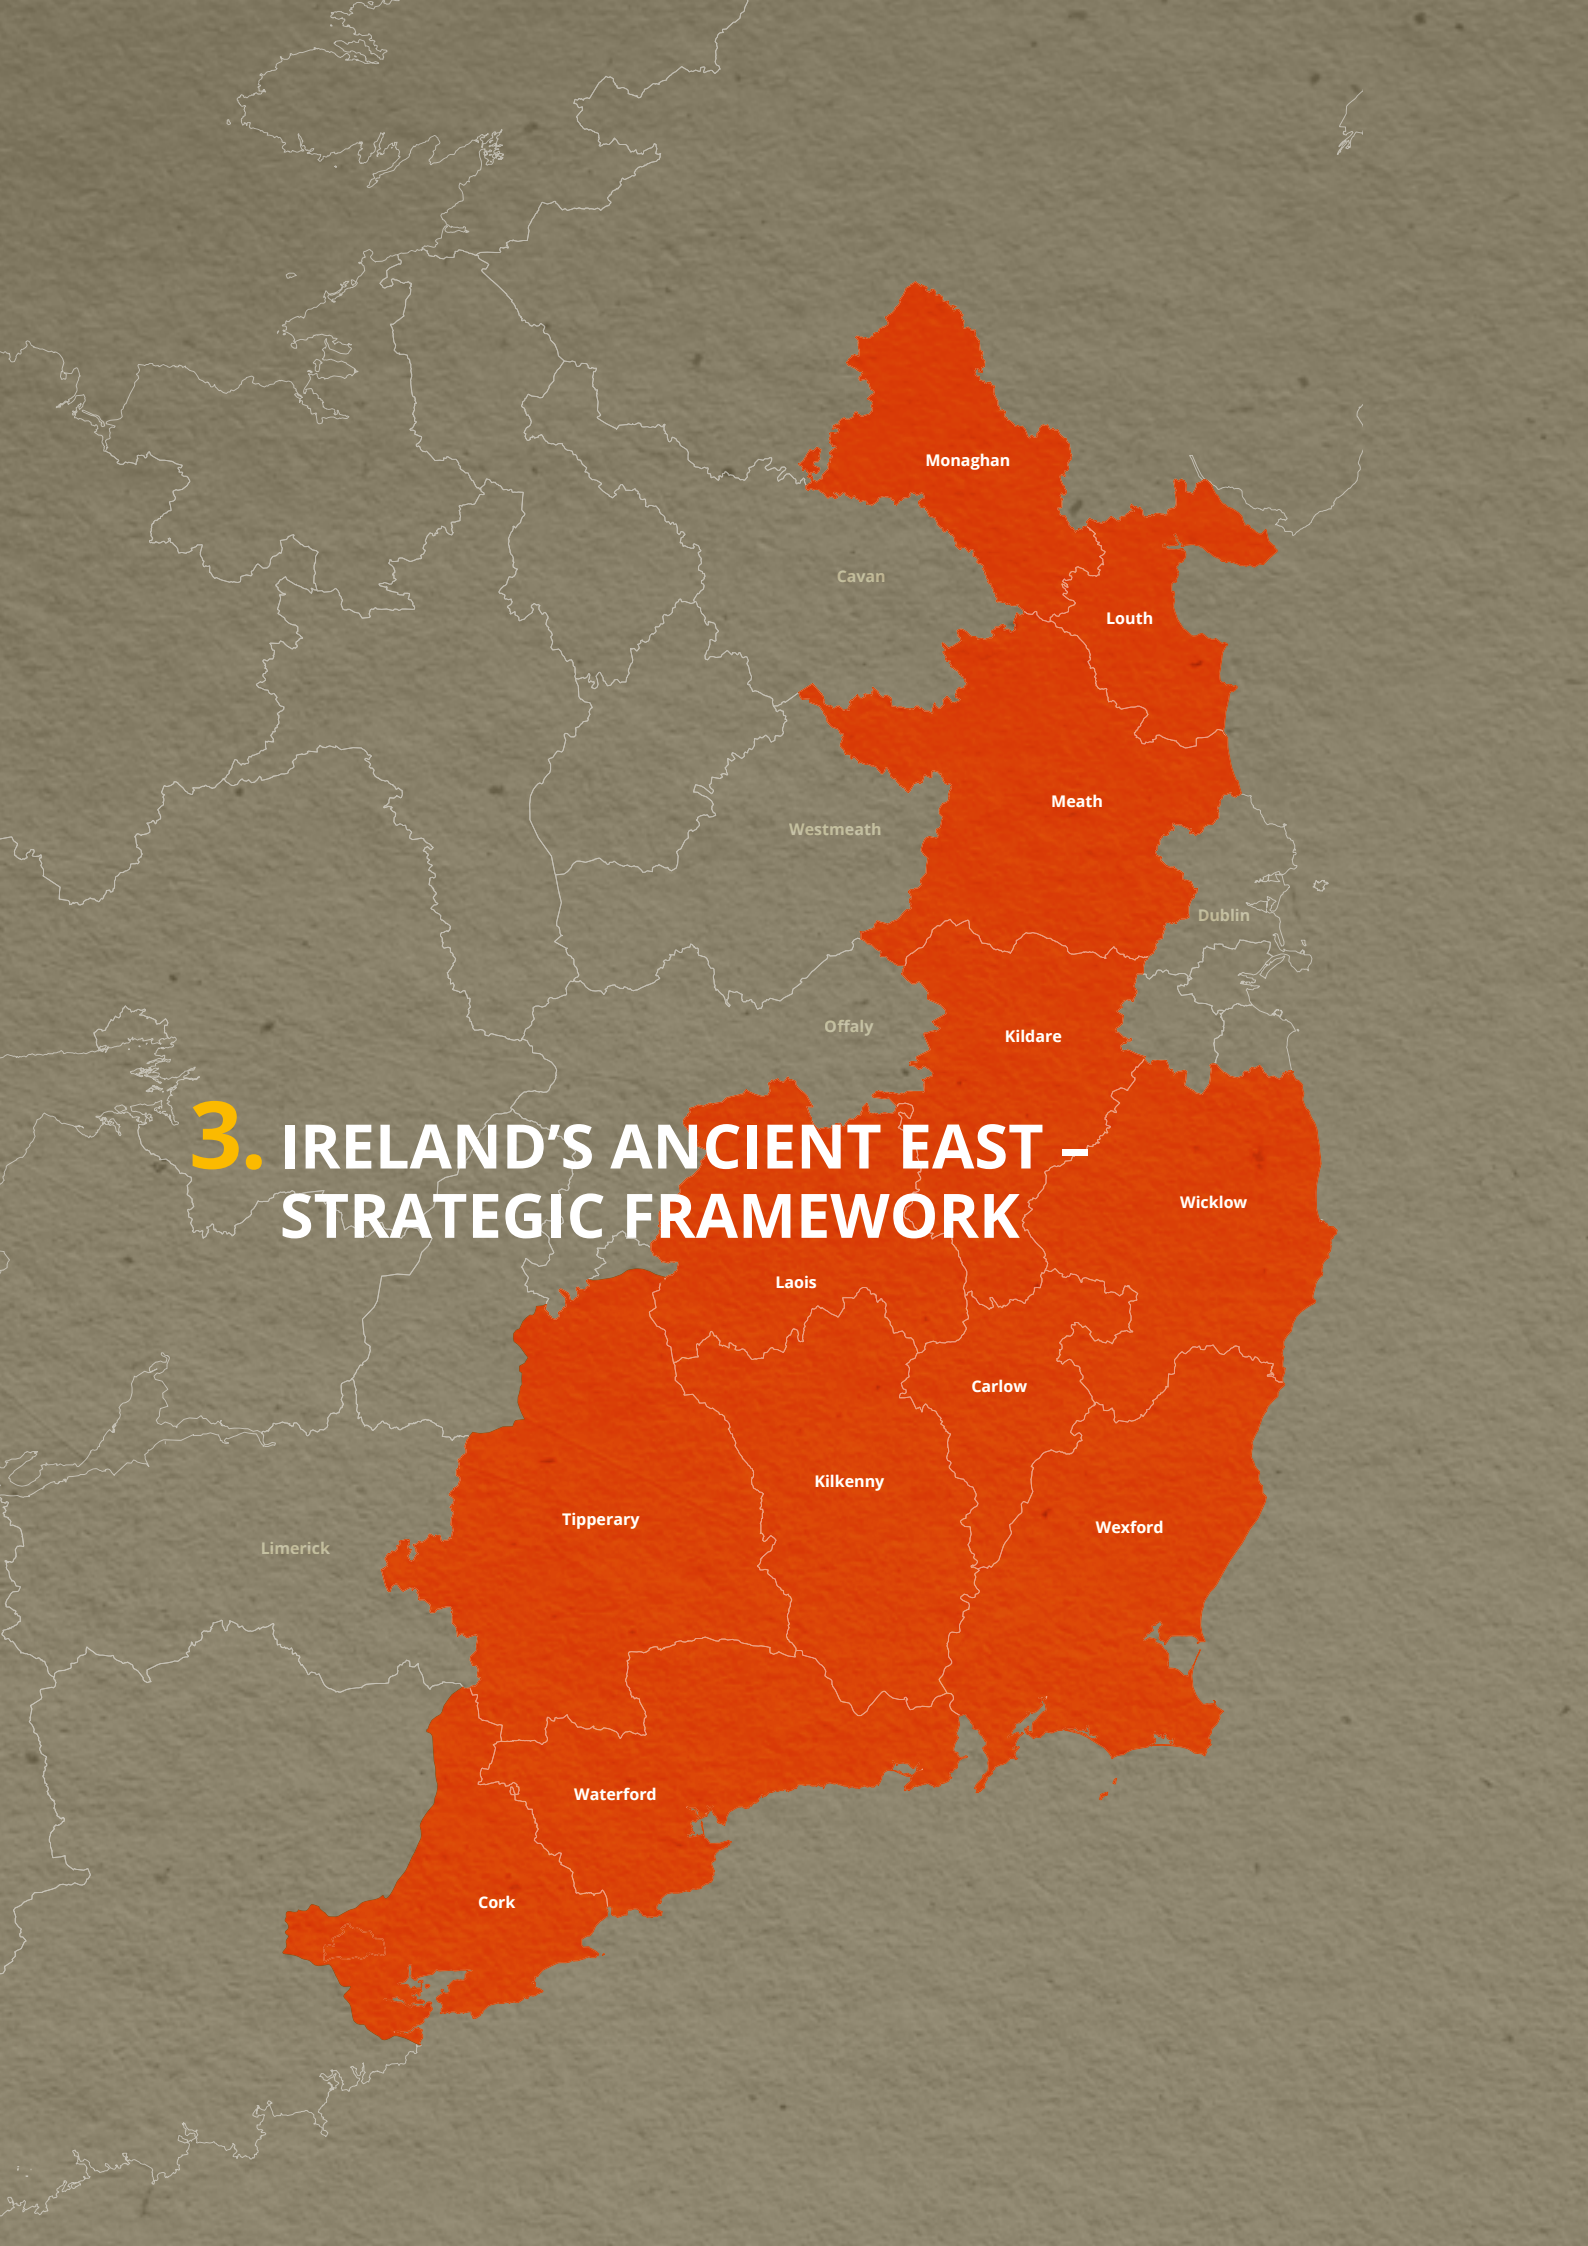 Monaghan
Cavan
Louth
Meath
Westmeath
Dublin
Offaly
Kildare
3. IRELAND’S ANCIENT EAST –
STRATEGIC FRAMEWORK
Wicklow
Laois
Carlow
Kilkenny
Tipperary
Wexford
Limerick
Waterford
Cork